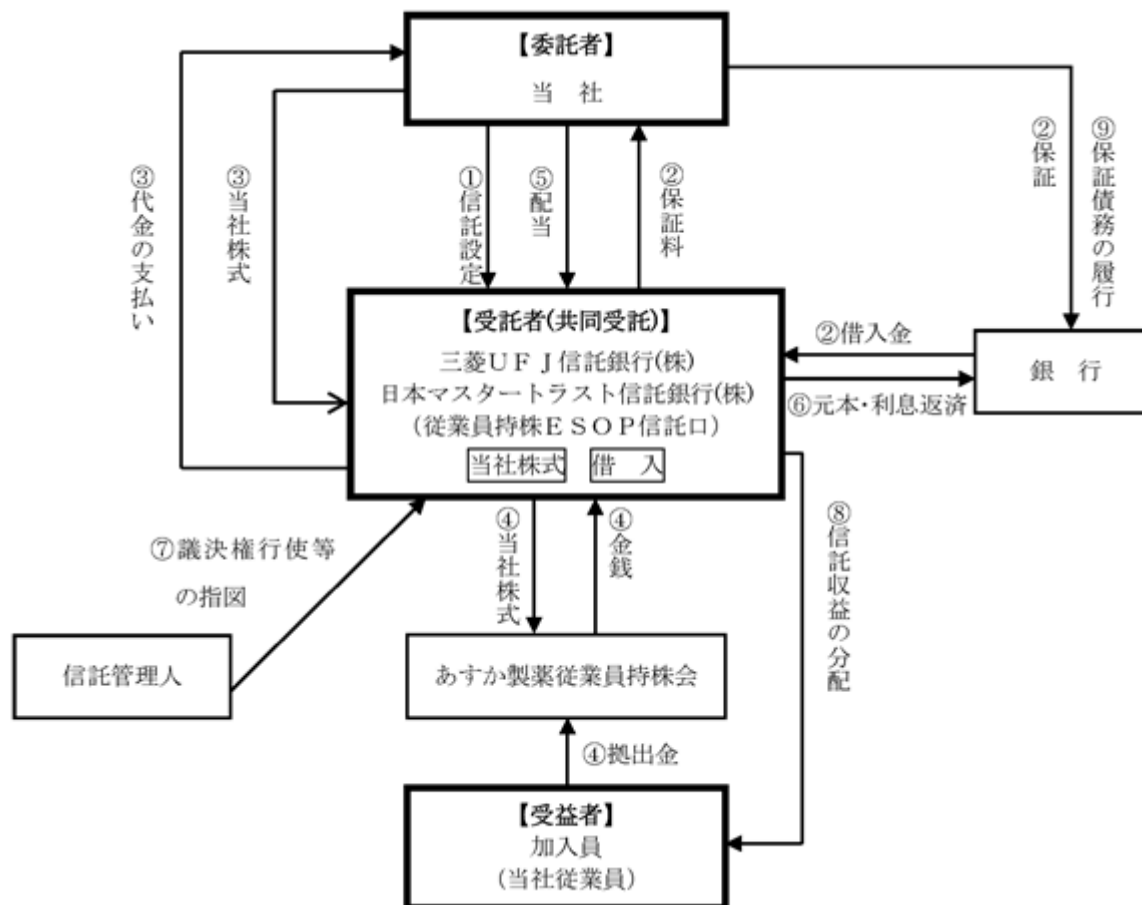 【委託者】
当　社
③代金の支払い
③当社株式
①信託設定
⑤配当
②保証料
②保証
⑨保証債務の履行
【受託者(共同受託)】
三菱ＵＦＪ信託銀行(株)
日本マスタートラスト信託銀行(株)
（従業員持株ＥＳＯＰ信託口）
当社株式
借　入
②借入金
⑥元本・利息返済
銀　行
⑦議決権行使等
の指図
④当社株式
④金銭
⑧信託収益の分配
信託管理人
あすか製薬従業員持株会
④拠出金
【受益者】
加入員
（当社従業員）